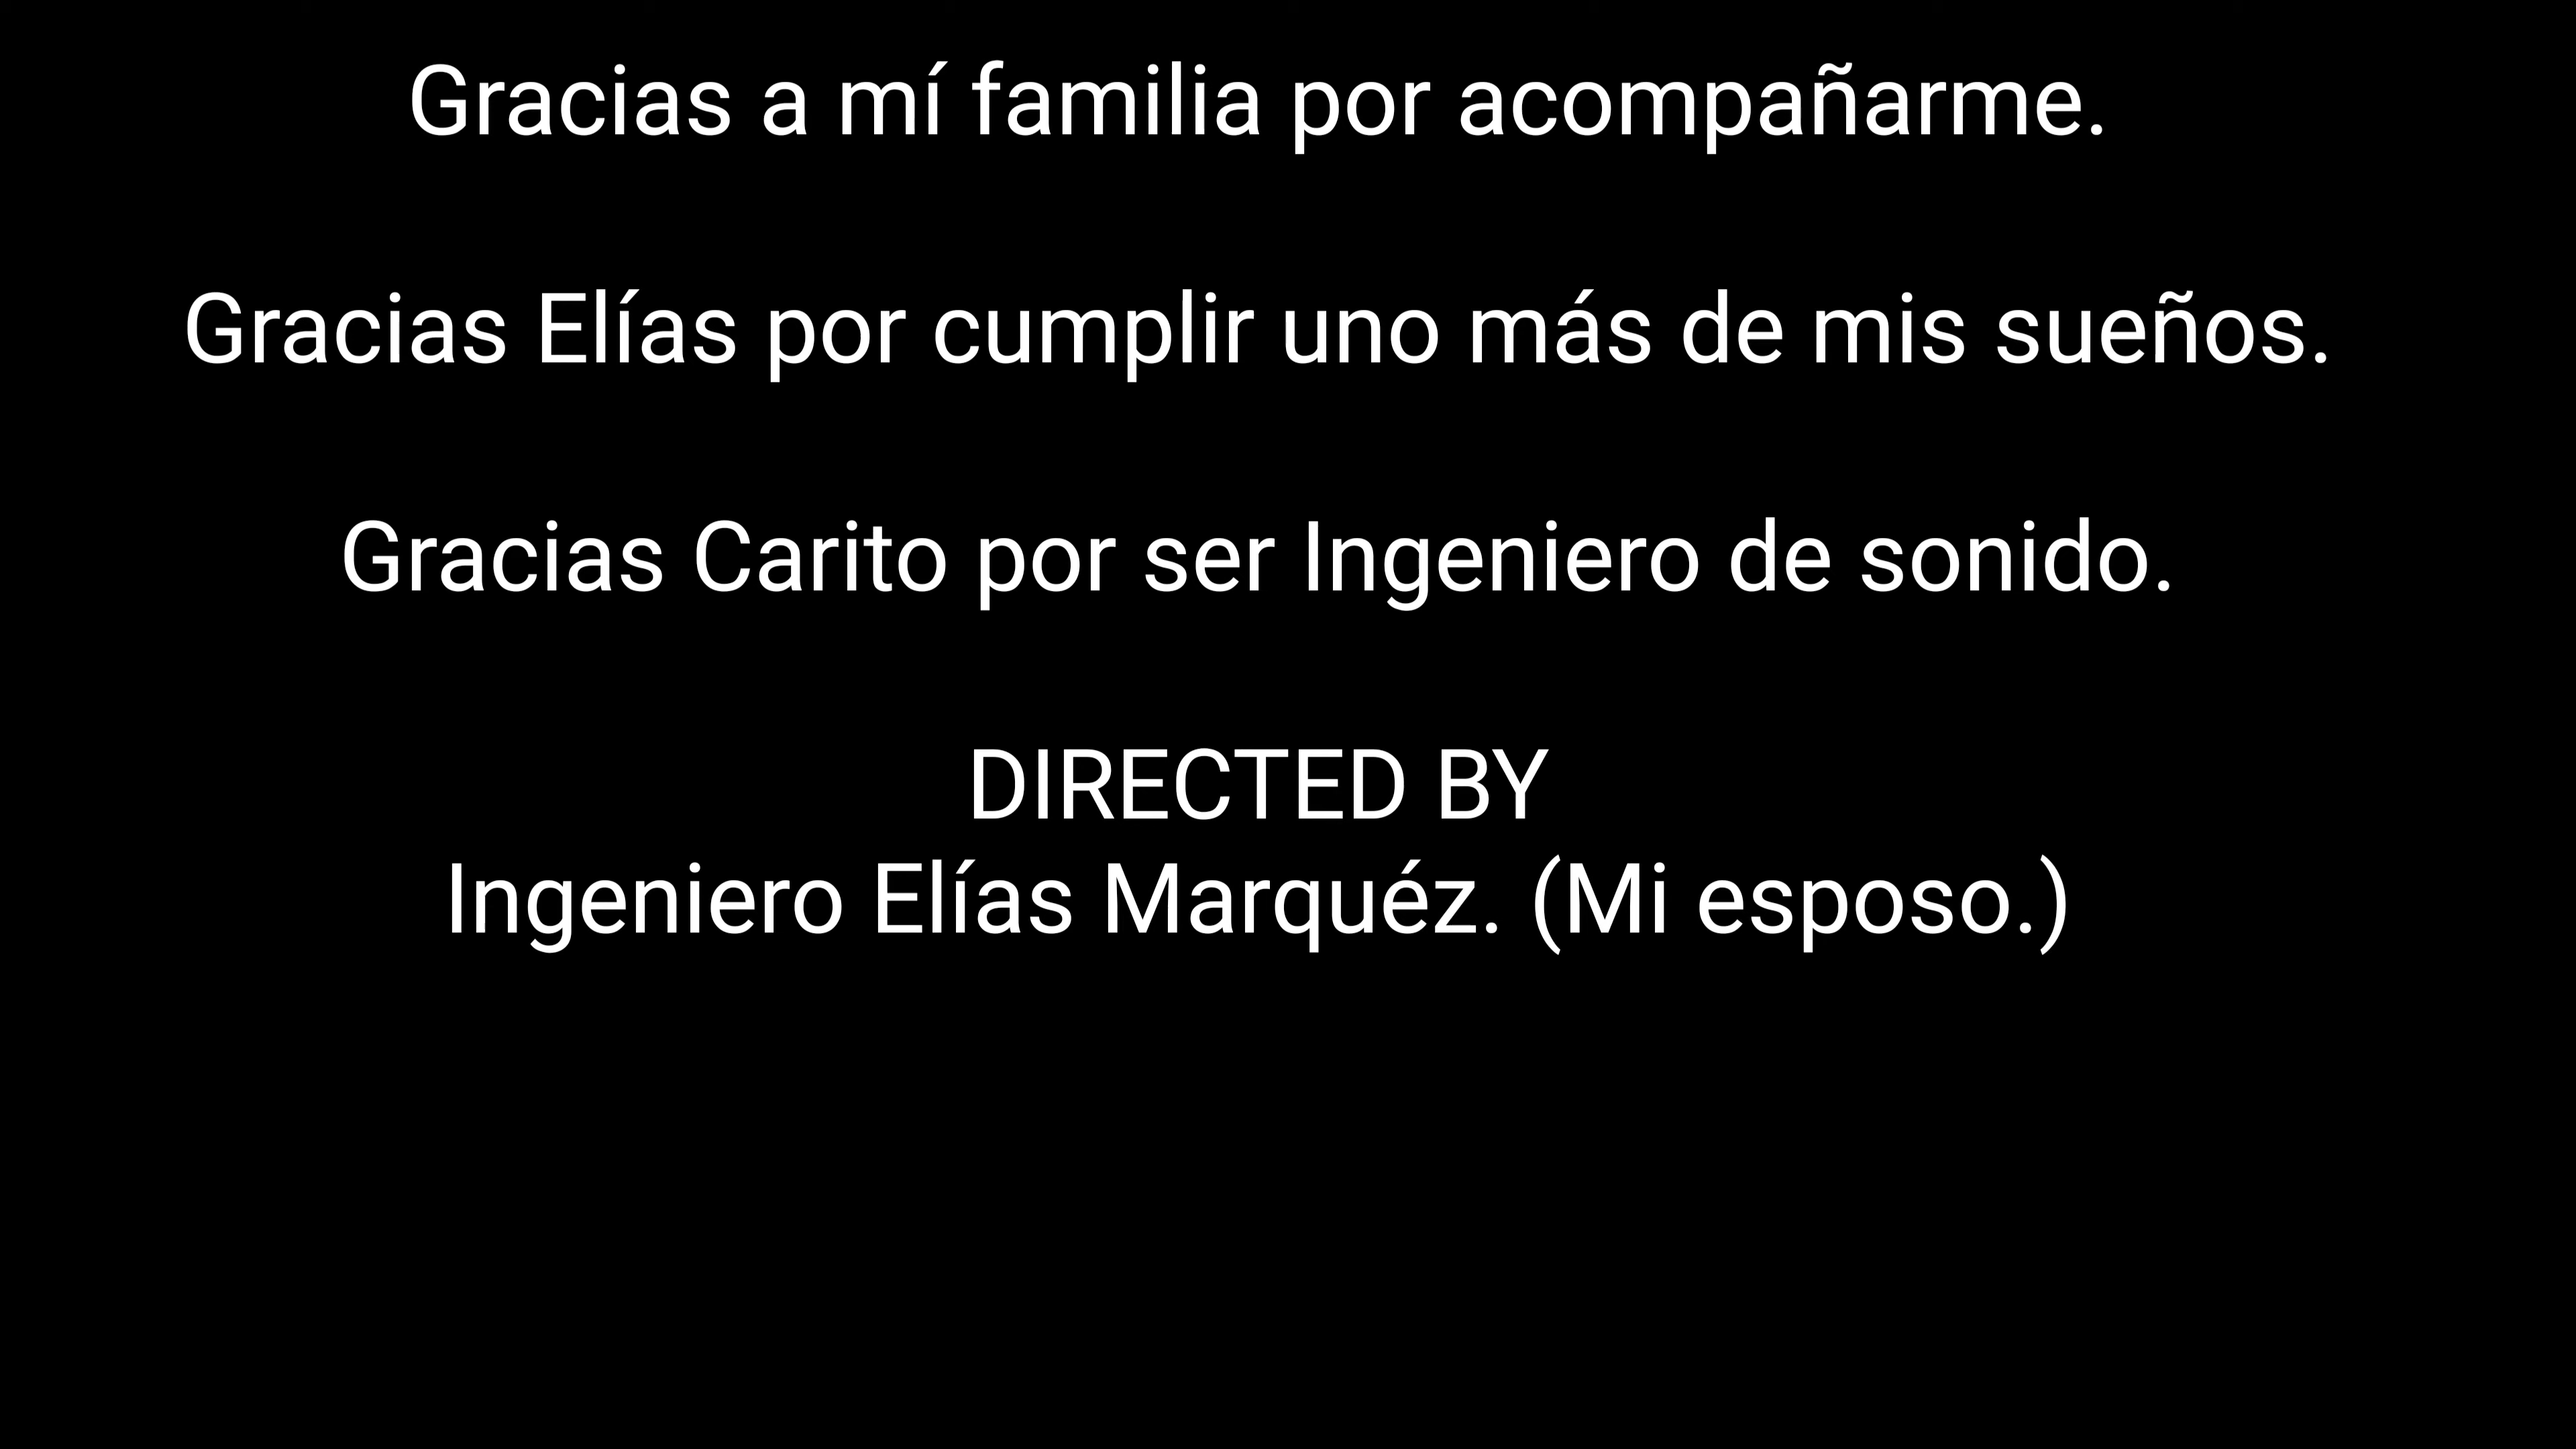 Gracias a mí familia por acompañarme.
Gracias Elías por cumplir uno más de mis sueños.
Gracias Carito por ser Ingeniero de sonido.
DIRECTED BY
Ingeniero Elías Marquéz. (Mi esposo.)